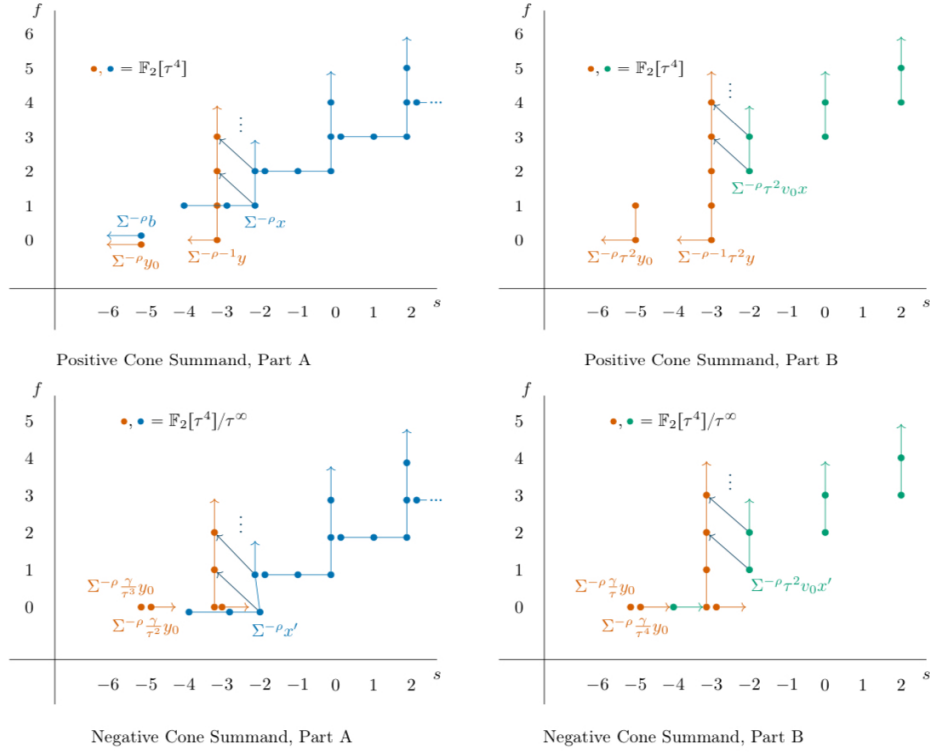 f
6
5
4
3
2
1
0
•, • = 𝔽₂[τ⁴]
⋮
Σ^{−ρ}b
Σ^{−ρ}y₀
Σ^{−ρ−1}y
Σ^{−ρ}x
···
−6 −5 −4 −3 −2 −1 0 1 2 s
Positive Cone Summand, Part A
f
6
5
4
3
2
1
0
•, • = 𝔽₂[τ⁴]
⋮
Σ^{−ρ}τ²v₀x
Σ^{−ρ}τ²y₀
Σ^{−ρ−1}τ²y
−6 −5 −4 −3 −2 −1 0 1 2 s
Positive Cone Summand, Part B
f
5
4
3
2
1
0
•, • = 𝔽₂[τ⁴]/τ^∞
⋮
···
Σ^{−ρ} γ/τ³ y₀
Σ^{−ρ} γ/τ² y₀
Σ^{−ρ}x′
−6 −5 −4 −3 −2 −1 0 1 2 s
Negative Cone Summand, Part A
f
5
4
3
2
1
0
•, • = 𝔽₂[τ⁴]/τ^∞
⋮
Σ^{−ρ} γ/τ y₀
Σ^{−ρ} γ/τ⁴ y₀
Σ^{−ρ}τ²v₀x′
−6 −5 −4 −3 −2 −1 0 1 2 s
Negative Cone Summand, Part B